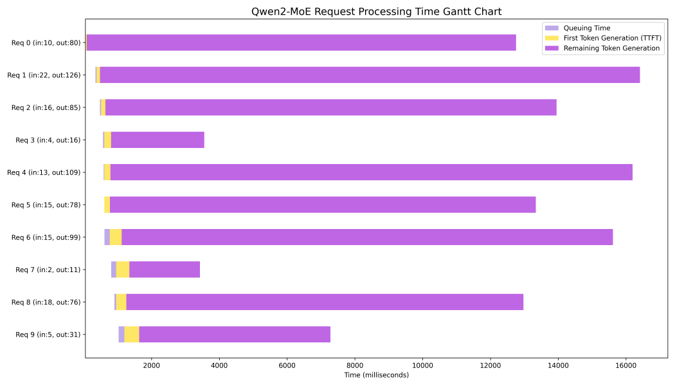 Qwen2-MoE Request Processing Time Gantt Chart
Queuing Time
First Token Generation (TTFT)
Remaining Token Generation
Req 0 (in:10, out:80)
Req 1 (in:22, out:126)
Req 2 (in:16, out:85)
Req 3 (in:4, out:16)
Req 4 (in:13, out:109)
Req 5 (in:15, out:78)
Req 6 (in:15, out:99)
Req 7 (in:2, out:11)
Req 8 (in:18, out:76)
Req 9 (in:5, out:31)
2000 4000 6000 8000 10000 12000 14000 16000
Time (milliseconds)